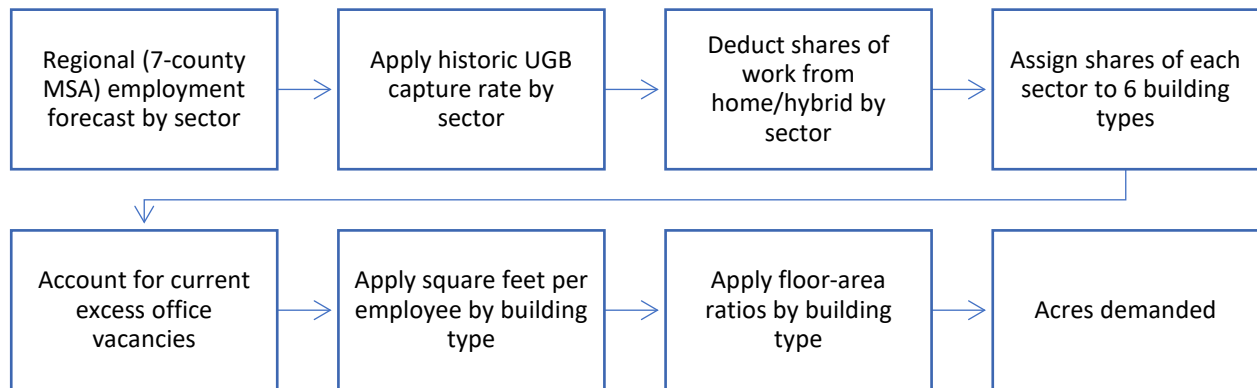 Regional (7-county
MSA) employment
forecast by sector
Apply historic UGB
capture rate by
sector
Deduct shares of
work from
home/hybrid by
sector
Assign shares of each
sector to 6 building
types
Account for current
excess office
vacancies
Apply square feet per
employee by building
type
Apply floor-area
ratios by building
type
Acres demanded